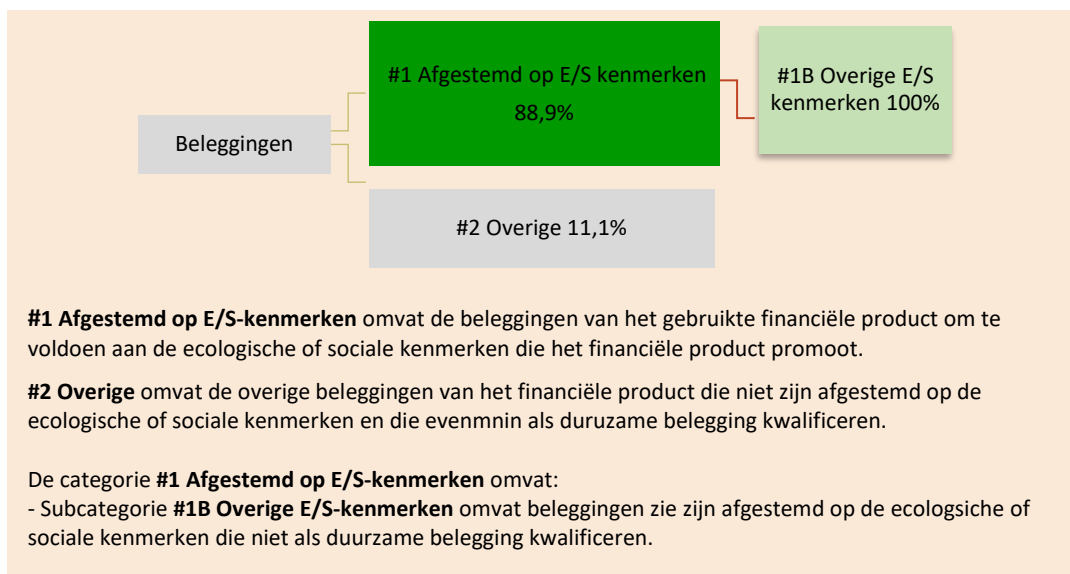 #1 Afgestemd op E/S kenmerken
88,9%
#1B Overige E/S
kenmerken 100%
Beleggingen
#2 Overige 11,1%
#1 Afgestemd op E/S-kenmerken omvat de beleggingen van het gebruikte financiële product om te
voldoen aan de ecologische of sociale kenmerken die het financiële product promoot.
#2 Overige omvat de overige beleggingen van het financiële product die niet zijn afgestemd op de
ecologische of sociale kenmerken en die evenmnin als duruzame belegging kwalificeren.
De categorie #1 Afgestemd op E/S-kenmerken omvat:
- Subcategorie #1B Overige E/S-kenmerken omvat beleggingen zie zijn afgestemd op de ecologsiche of
sociale kenmerken die niet als duurzame belegging kwalificeren.